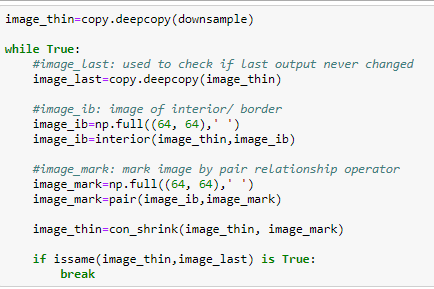 image_thin=copy.deepcopy(downsample)
while True:
#image_last: used to check if last output never changed
image_last=copy.deepcopy(image_thin)
#image_ib: image of interior/ border
image_ib=np.full((64, 64),' ')
image_ib=interior(image_thin,image_ib)
#image_mark: mark image by pair relationship operator
image_mark=np.full((64, 64),' ')
image_mark=pair(image_ib,image_mark)
image_thin=con_shrink(image_thin, image_mark)
if issame(image_thin,image_last) is True:
break